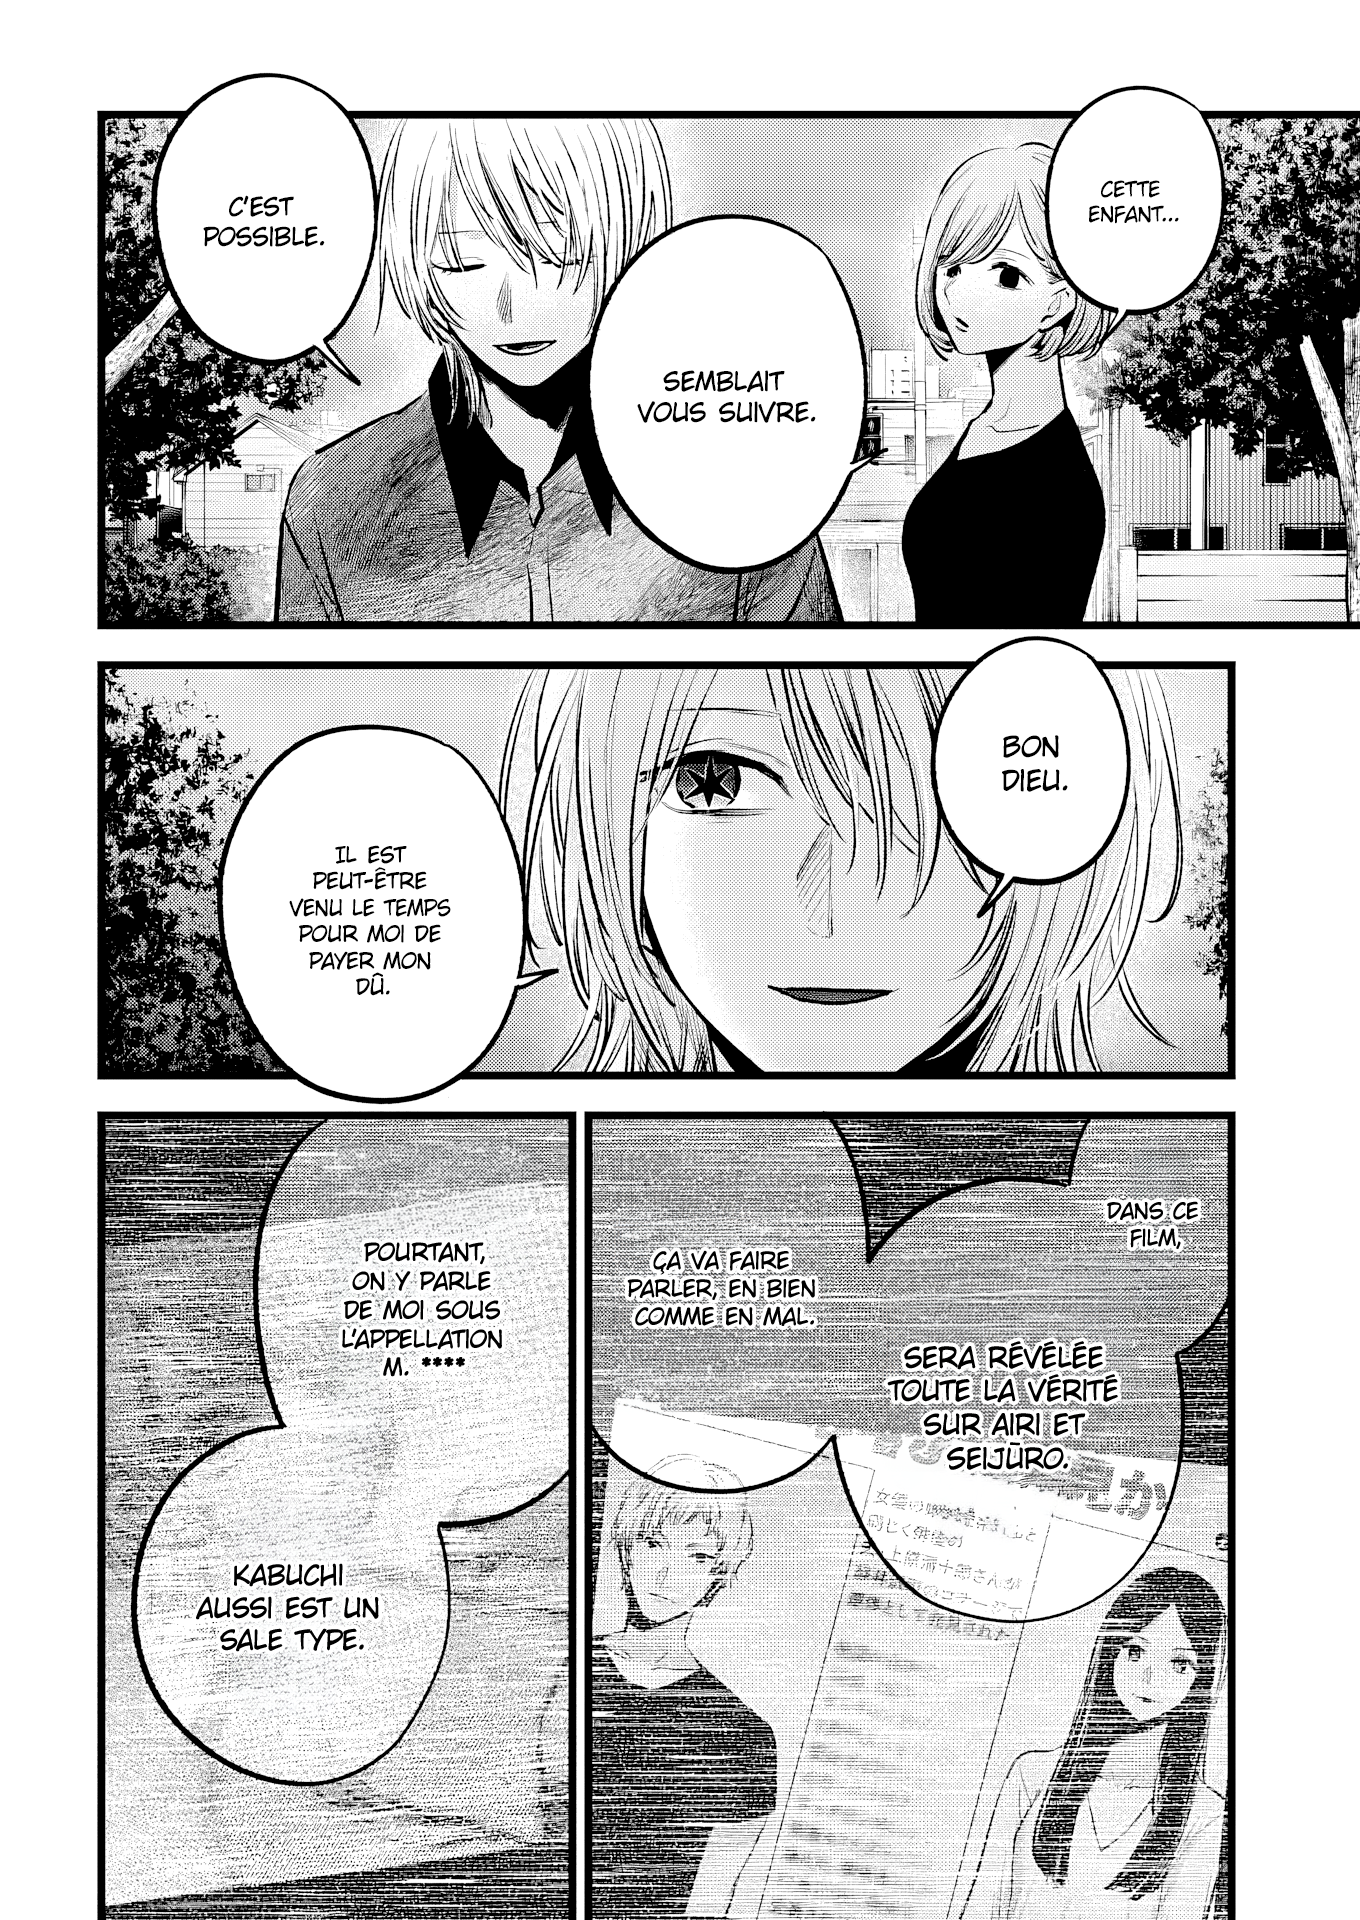 CETTE
ENFANT...
SEMBLAIT
VOUS SUIVRE.
C'EST
POSSIBLE.
BON
DIEU.
IL EST
PEUT-ÊTRE
VENU LE TEMPS
POUR MOI DE
PAYER MON
DÛ.
DANS CE
FILM,
SERA RÉVÉLÉE
TOUTE LA VÉRITÉ
SUR AIRI ET
SEIJŪRO.
ÇA VA FAIRE
PARLER, EN BIEN
COMME EN MAL.
POURTANT,
ON Y PARLE
DE MOI SOUS
L'APPELLATION
M. ****
KABUCHI
AUSSI EST UN
SALE TYPE.